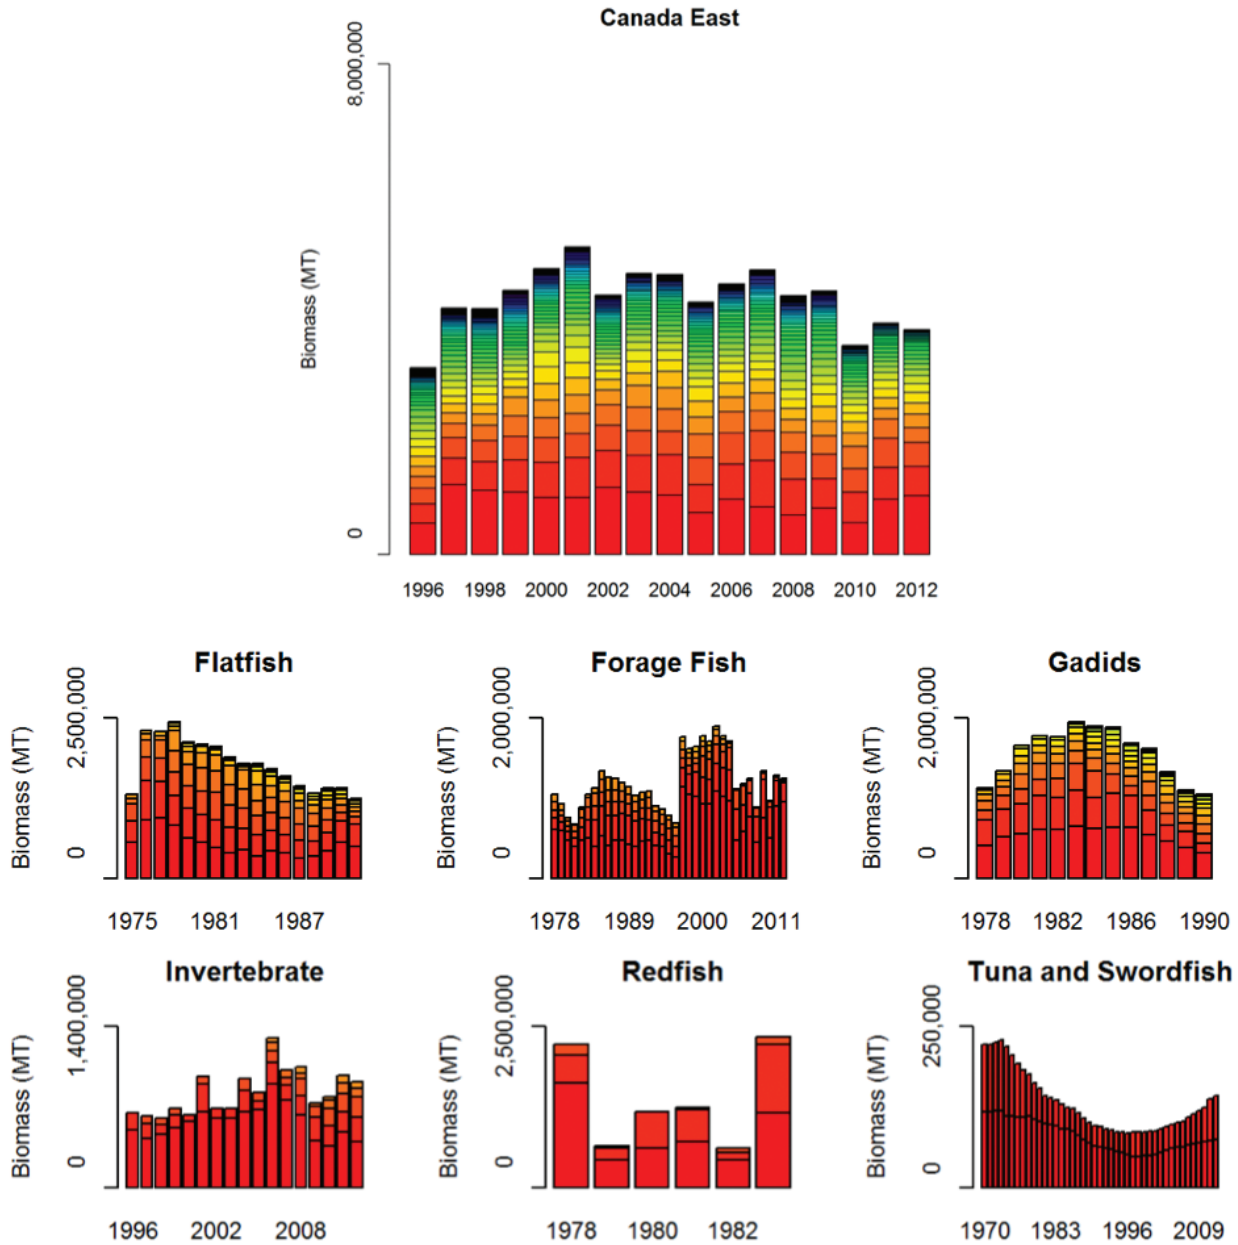 Canada East
8,000,000
Biomass (MT)
0
1996 1998 2000 2002 2004 2006 2008 2010 2012
Flatfish
2,500,000
Biomass (MT)
0
1975 1981 1987
Forage Fish
2,000,000
Biomass (MT)
0
1978 1989 2000 2011
Gadids
2,000,000
Biomass (MT)
0
1978 1982 1986 1990
Invertebrate
1,400,000
Biomass (MT)
0
1996 2002 2008
Redfish
2,500,000
Biomass (MT)
0
1978 1980 1982
Tuna and Swordfish
250,000
Biomass (MT)
0
1970 1983 1996 2009